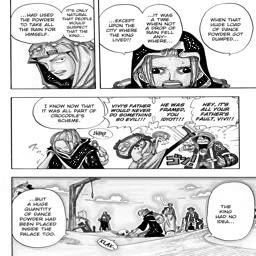 WHEN THAT
HUGE LOAD
OF DANCE
POWDER GOT
DUMPED...
...IT WAS A
TIME WHEN
NOT A DROP
OF RAIN FELL
ANY-
WHERE...
...EXCEPT
UPON THE
CITY WHERE
THE KING
LIVED!!
IT'S ONLY
NATURAL
THAT PEOPLE
WOULD
SUSPECT
THAT THE
KING...
...HAD USED
THE POWDER
TO TAKE ALL
THE RAIN FOR
HIMSELF.
HEY, IT'S
ALL YOUR
FATHER'S
FAULT, VIVI!!
HE WAS
FRAMED,
YOU
IDIOT!!!
VIVI'S FATHER
WOULD NEVER
DO SOMETHING
SO EVIL!!!
I KNOW NOW THAT
IT WAS ALL PART OF
CROCODILE'S
SCHEME.
THE
KING HAD
NO IDEA...
...BUT
A HUGE
QUANTITY
OF DANCE
POWDER HAD
BEEN PLACED
INSIDE
THE PALACE
TOO.